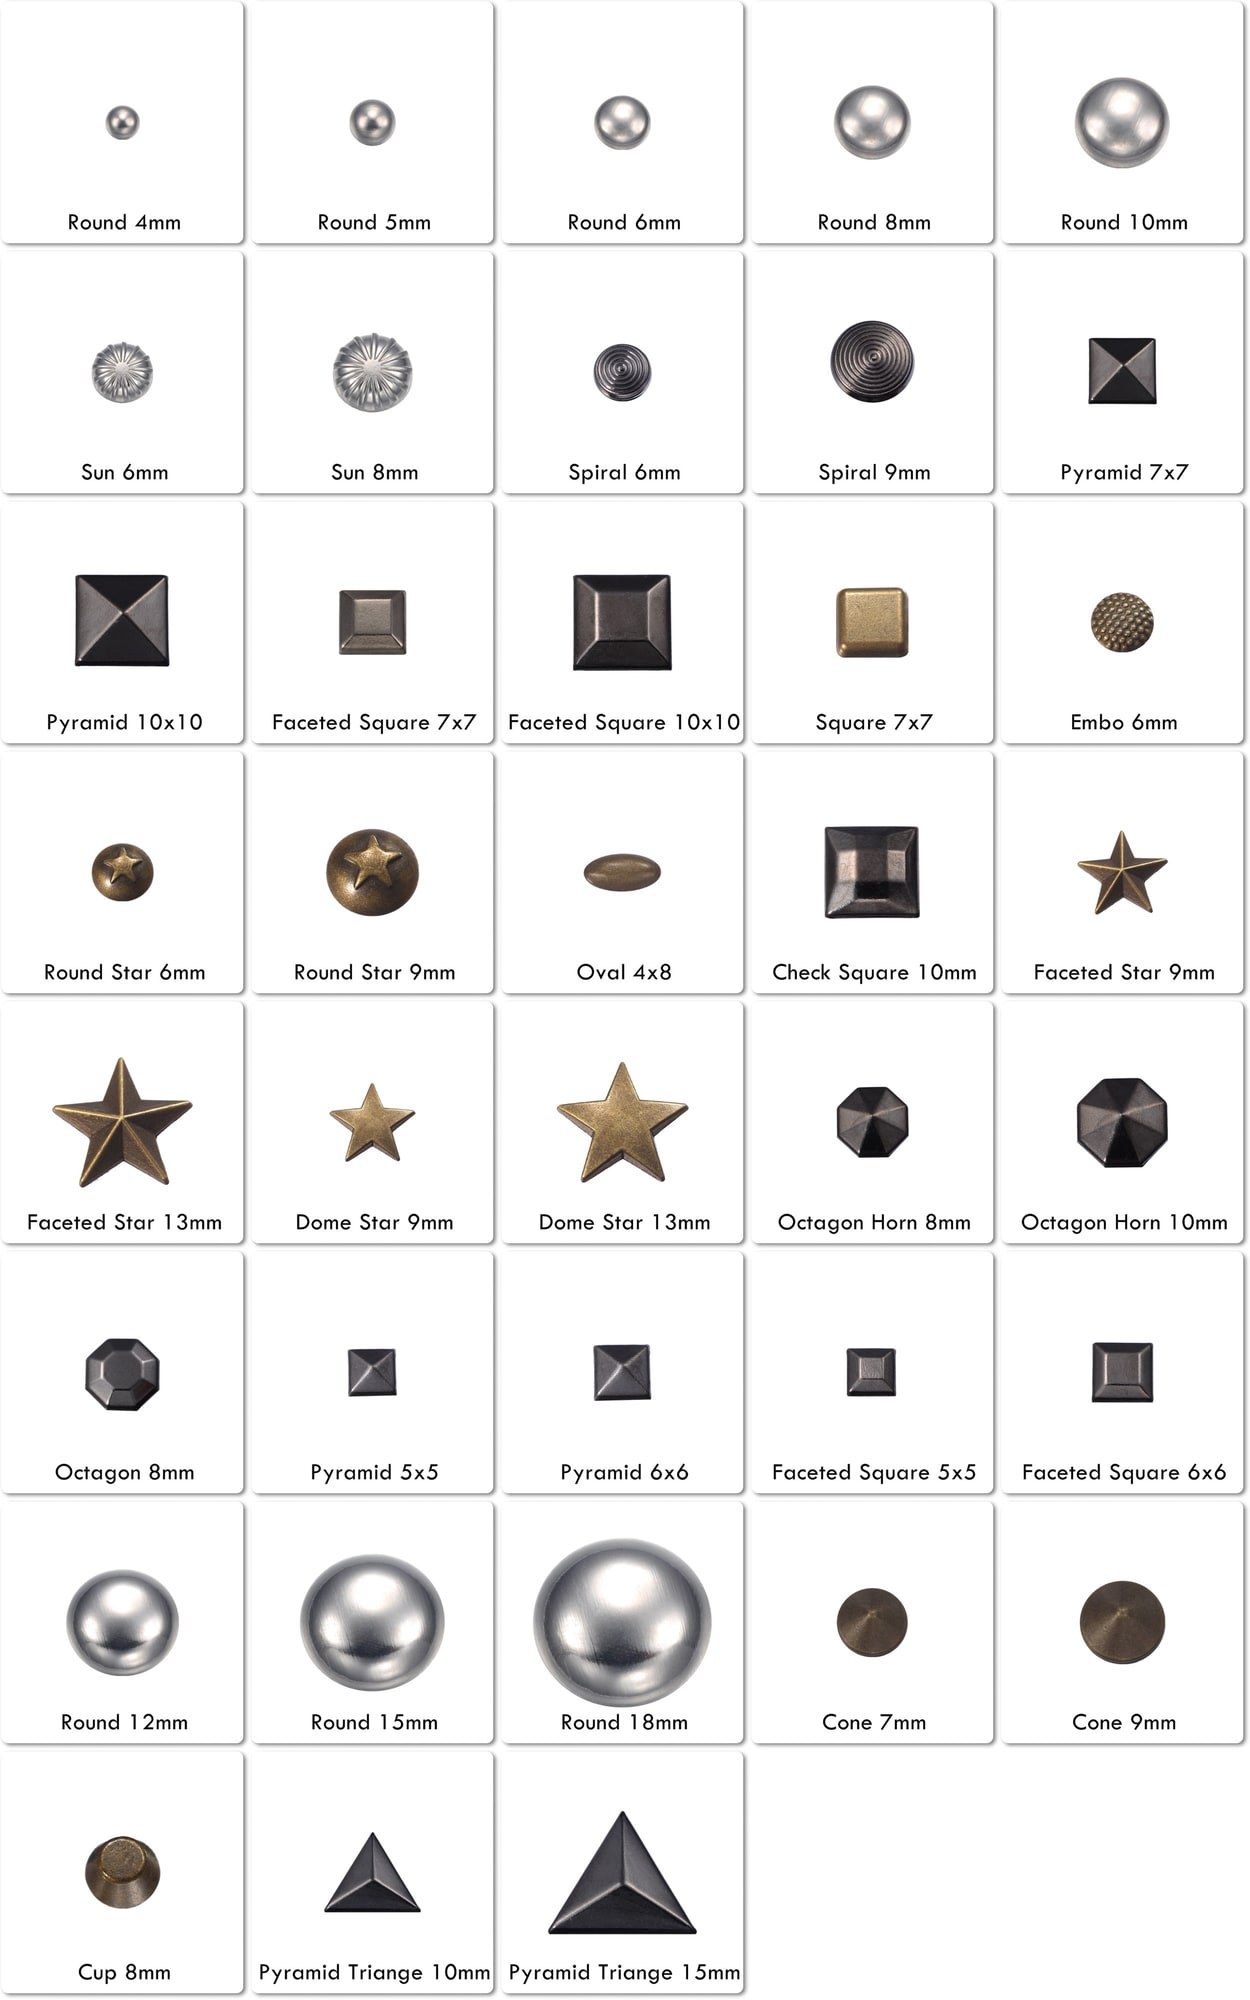 Round 4mm
Round 5mm
Round 6mm
Round 8mm
Round 10mm
Sun 6mm
Sun 8mm
Spiral 6mm
Spiral 9mm
Pyramid 7x7
Pyramid 10x10
Faceted Square 7x7
Faceted Square 10x10
Square 7x7
Embo 6mm
Round Star 6mm
Round Star 9mm
Oval 4x8
Check Square 10mm
Faceted Star 9mm
Faceted Star 13mm
Dome Star 9mm
Dome Star 13mm
Octagon Horn 8mm
Octagon Horn 10mm
Octagon 8mm
Pyramid 5x5
Pyramid 6x6
Faceted Square 5x5
Faceted Square 6x6
Round 12mm
Round 15mm
Round 18mm
Cone 7mm
Cone 9mm
Cup 8mm
Pyramid Triange 10mm
Pyramid Triange 15mm